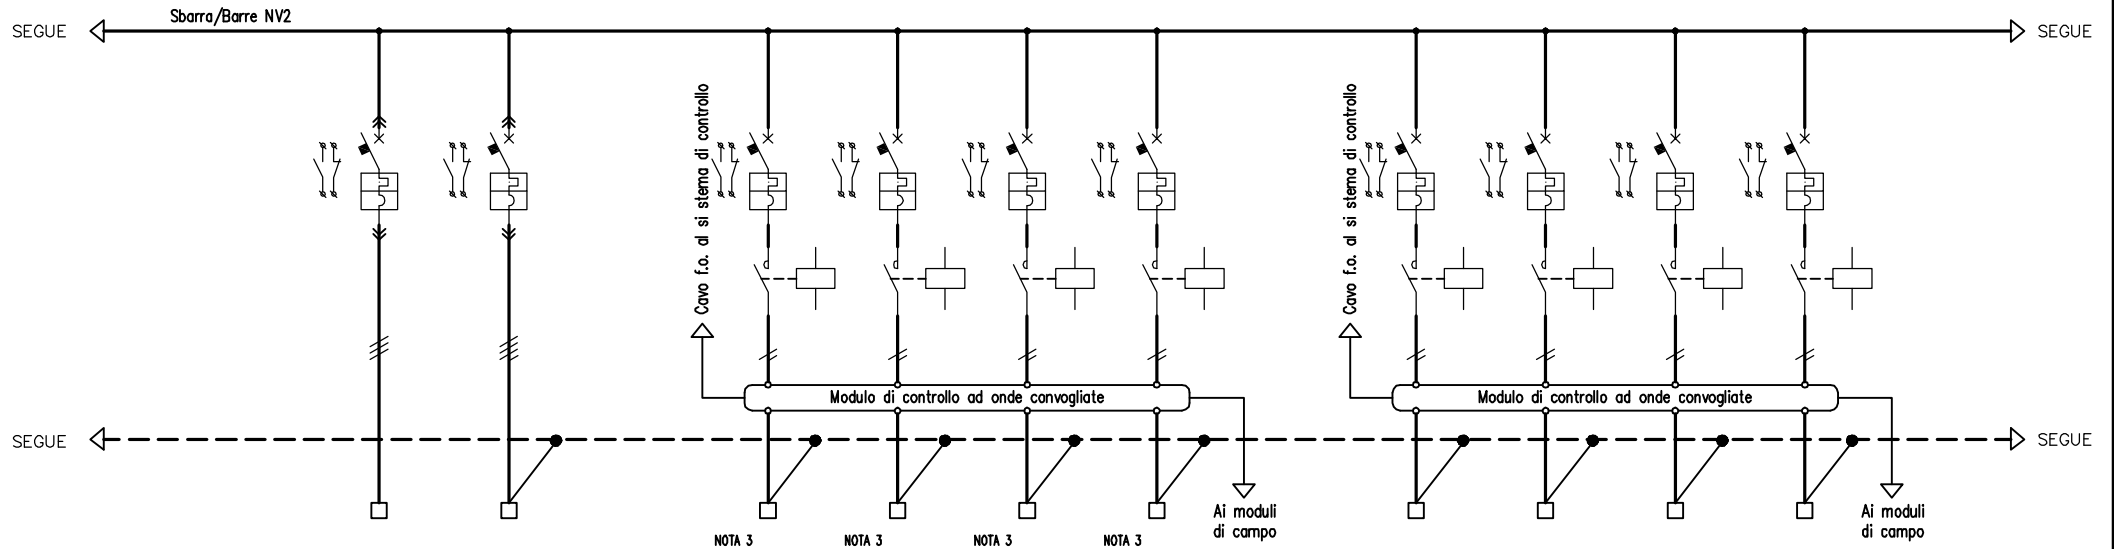 Sbarra/Barre NV2
SEGUE
SEGUE
Cavo f.o. al si stema di controllo
Cavo f.o. al si stema di controllo
Modulo di controllo ad onde convogliate
Modulo di controllo ad onde convogliate
SEGUE
SEGUE
Ai moduli
di campo
Ai moduli
di campo
NOTA 3
NOTA 3
NOTA 3
NOTA 3